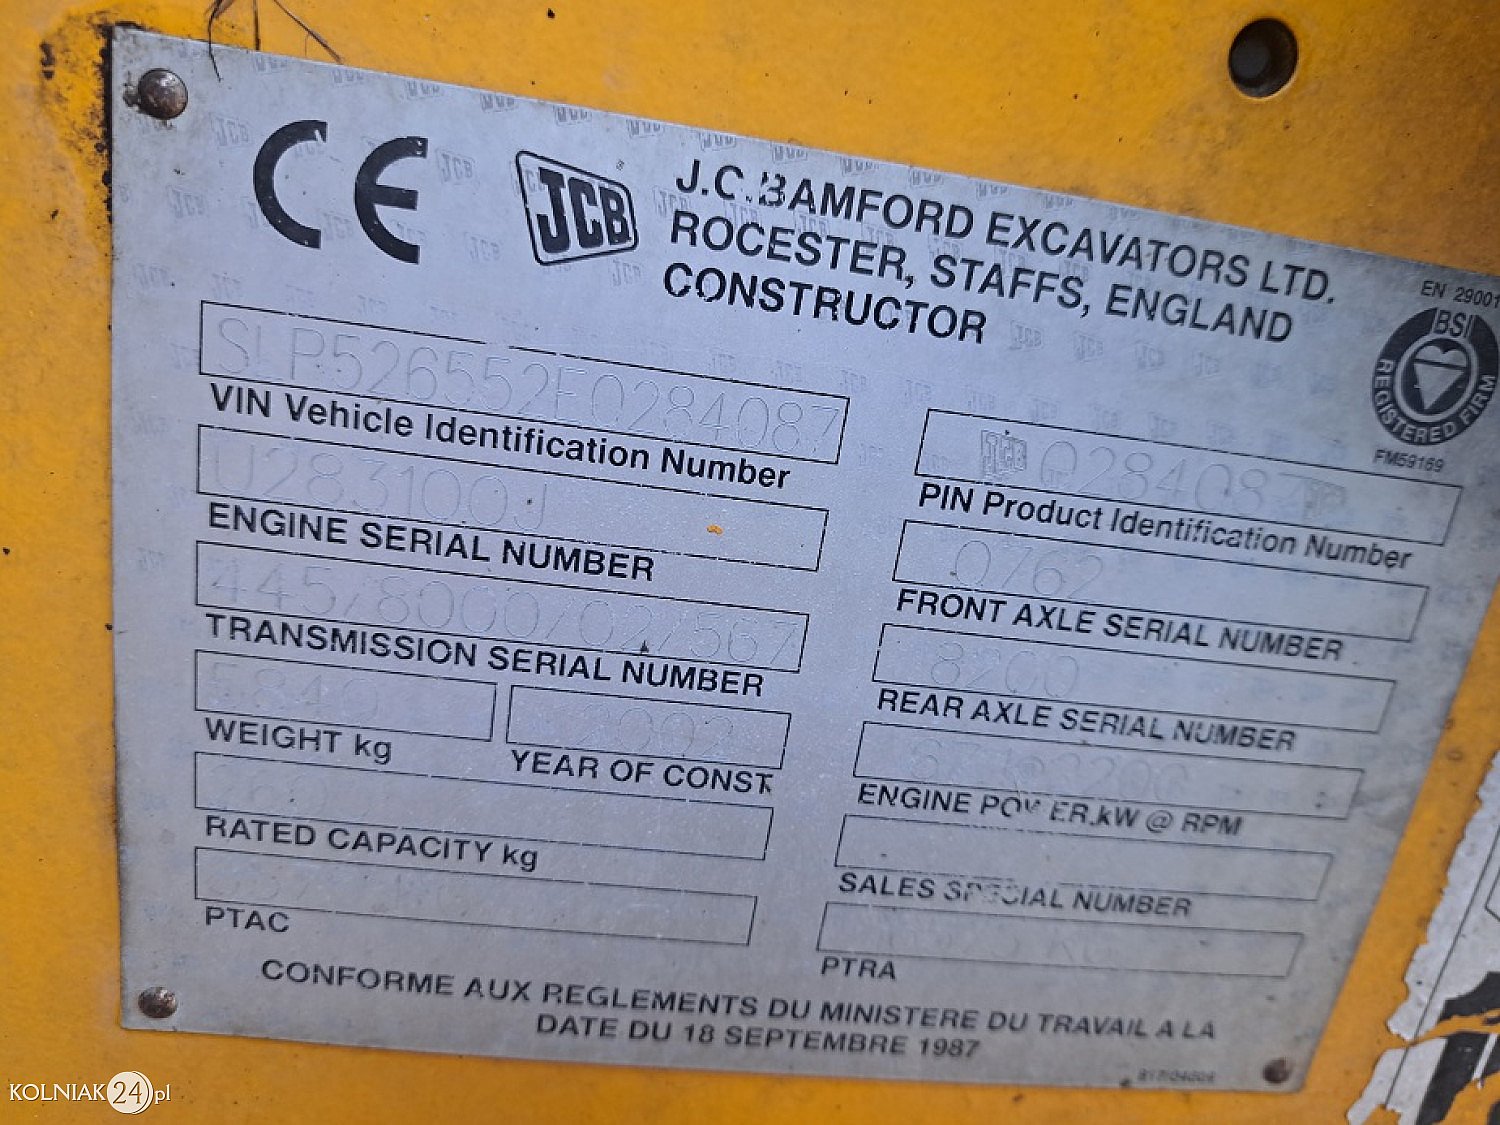 CE
JCB
J.C.BAMFORD EXCAVATORS LTD.
ROCESTER, STAFFS, ENGLAND
CONSTRUCTOR
EN 29001
BSI
REGISTERED FIRM
FM59169
SLP526552E0284087
VIN Vehicle Identification Number
U283100J
ENGINE SERIAL NUMBER
445/8000/02/567
TRANSMISSION SERIAL NUMBER
5840
WEIGHT kg
2002
YEAR OF CONST.
RATED CAPACITY kg
PTAC
JCB 0284087 JCB
PIN Product Identification Number
0762
FRONT AXLE SERIAL NUMBER
8200
REAR AXLE SERIAL NUMBER
ENGINE POWER,kW @ RPM
SALES SPECIAL NUMBER
PTRA
CONFORME AUX REGLEMENTS DU MINISTERE DU TRAVAIL A LA
DATE DU 18 SEPTEMBRE 1987
KOLNIAK24.pl